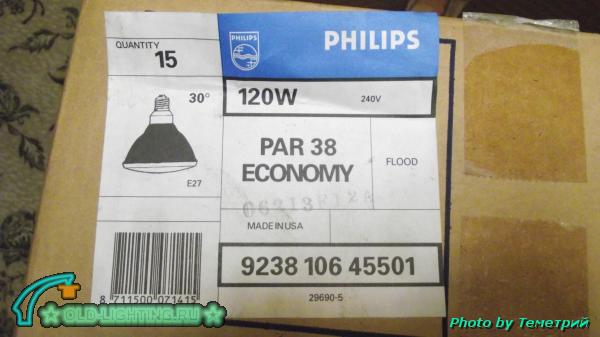 QUANTITY
15
PHILIPS
PHILIPS
30°
120W
240V
PAR 38
ECONOMY
FLOOD
E27
MADE IN USA
9238 106 45501
8 711500 071415
29690-5
OLD-LIGHTING.RU
Photo by Теметрий